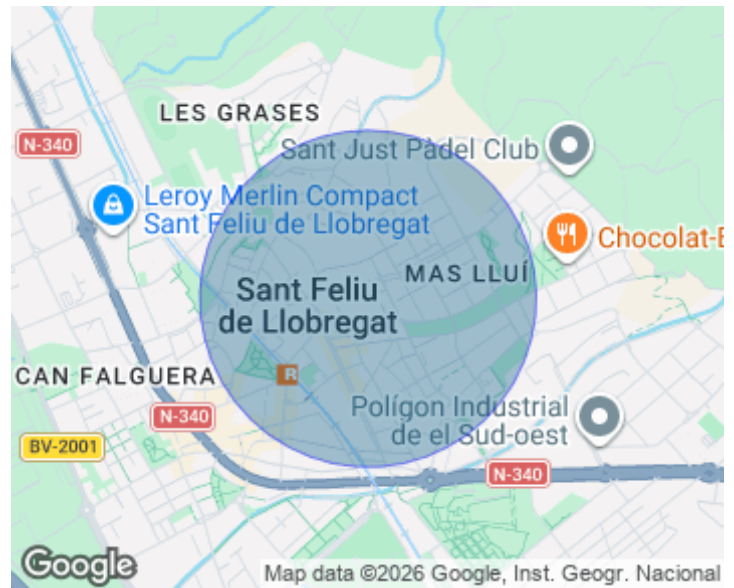 LES GRASES
N-340
Sant Just Pàdel Club
Leroy Merlin Compact
Sant Feliu de Llobregat
Chocolat-E
MAS LLUÍ
Sant Feliu
de Llobregat
CAN FALGUERA
R
N-340
Polígon Industrial
de el Sud-oest
BV-2001
N-340
Google
Map data ©2026 Google, Inst. Geogr. Nacional